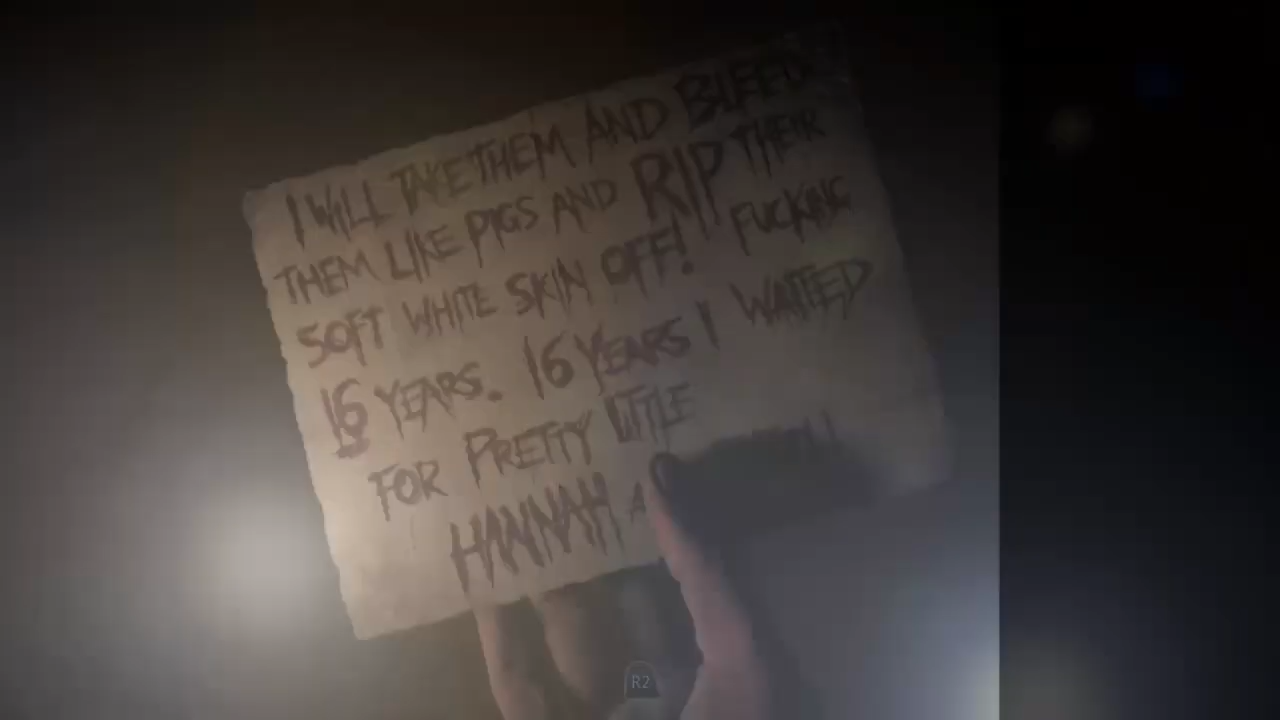 I WILL TAKE THEM AND BLEED
THEM LIKE PIGS AND RIP THEIR
SOFT WHITE SKIN OFF! FUCKING
16 YEARS. 16 YEARS I WAITED
FOR PRETTY LITTLE
HANNAH
R2